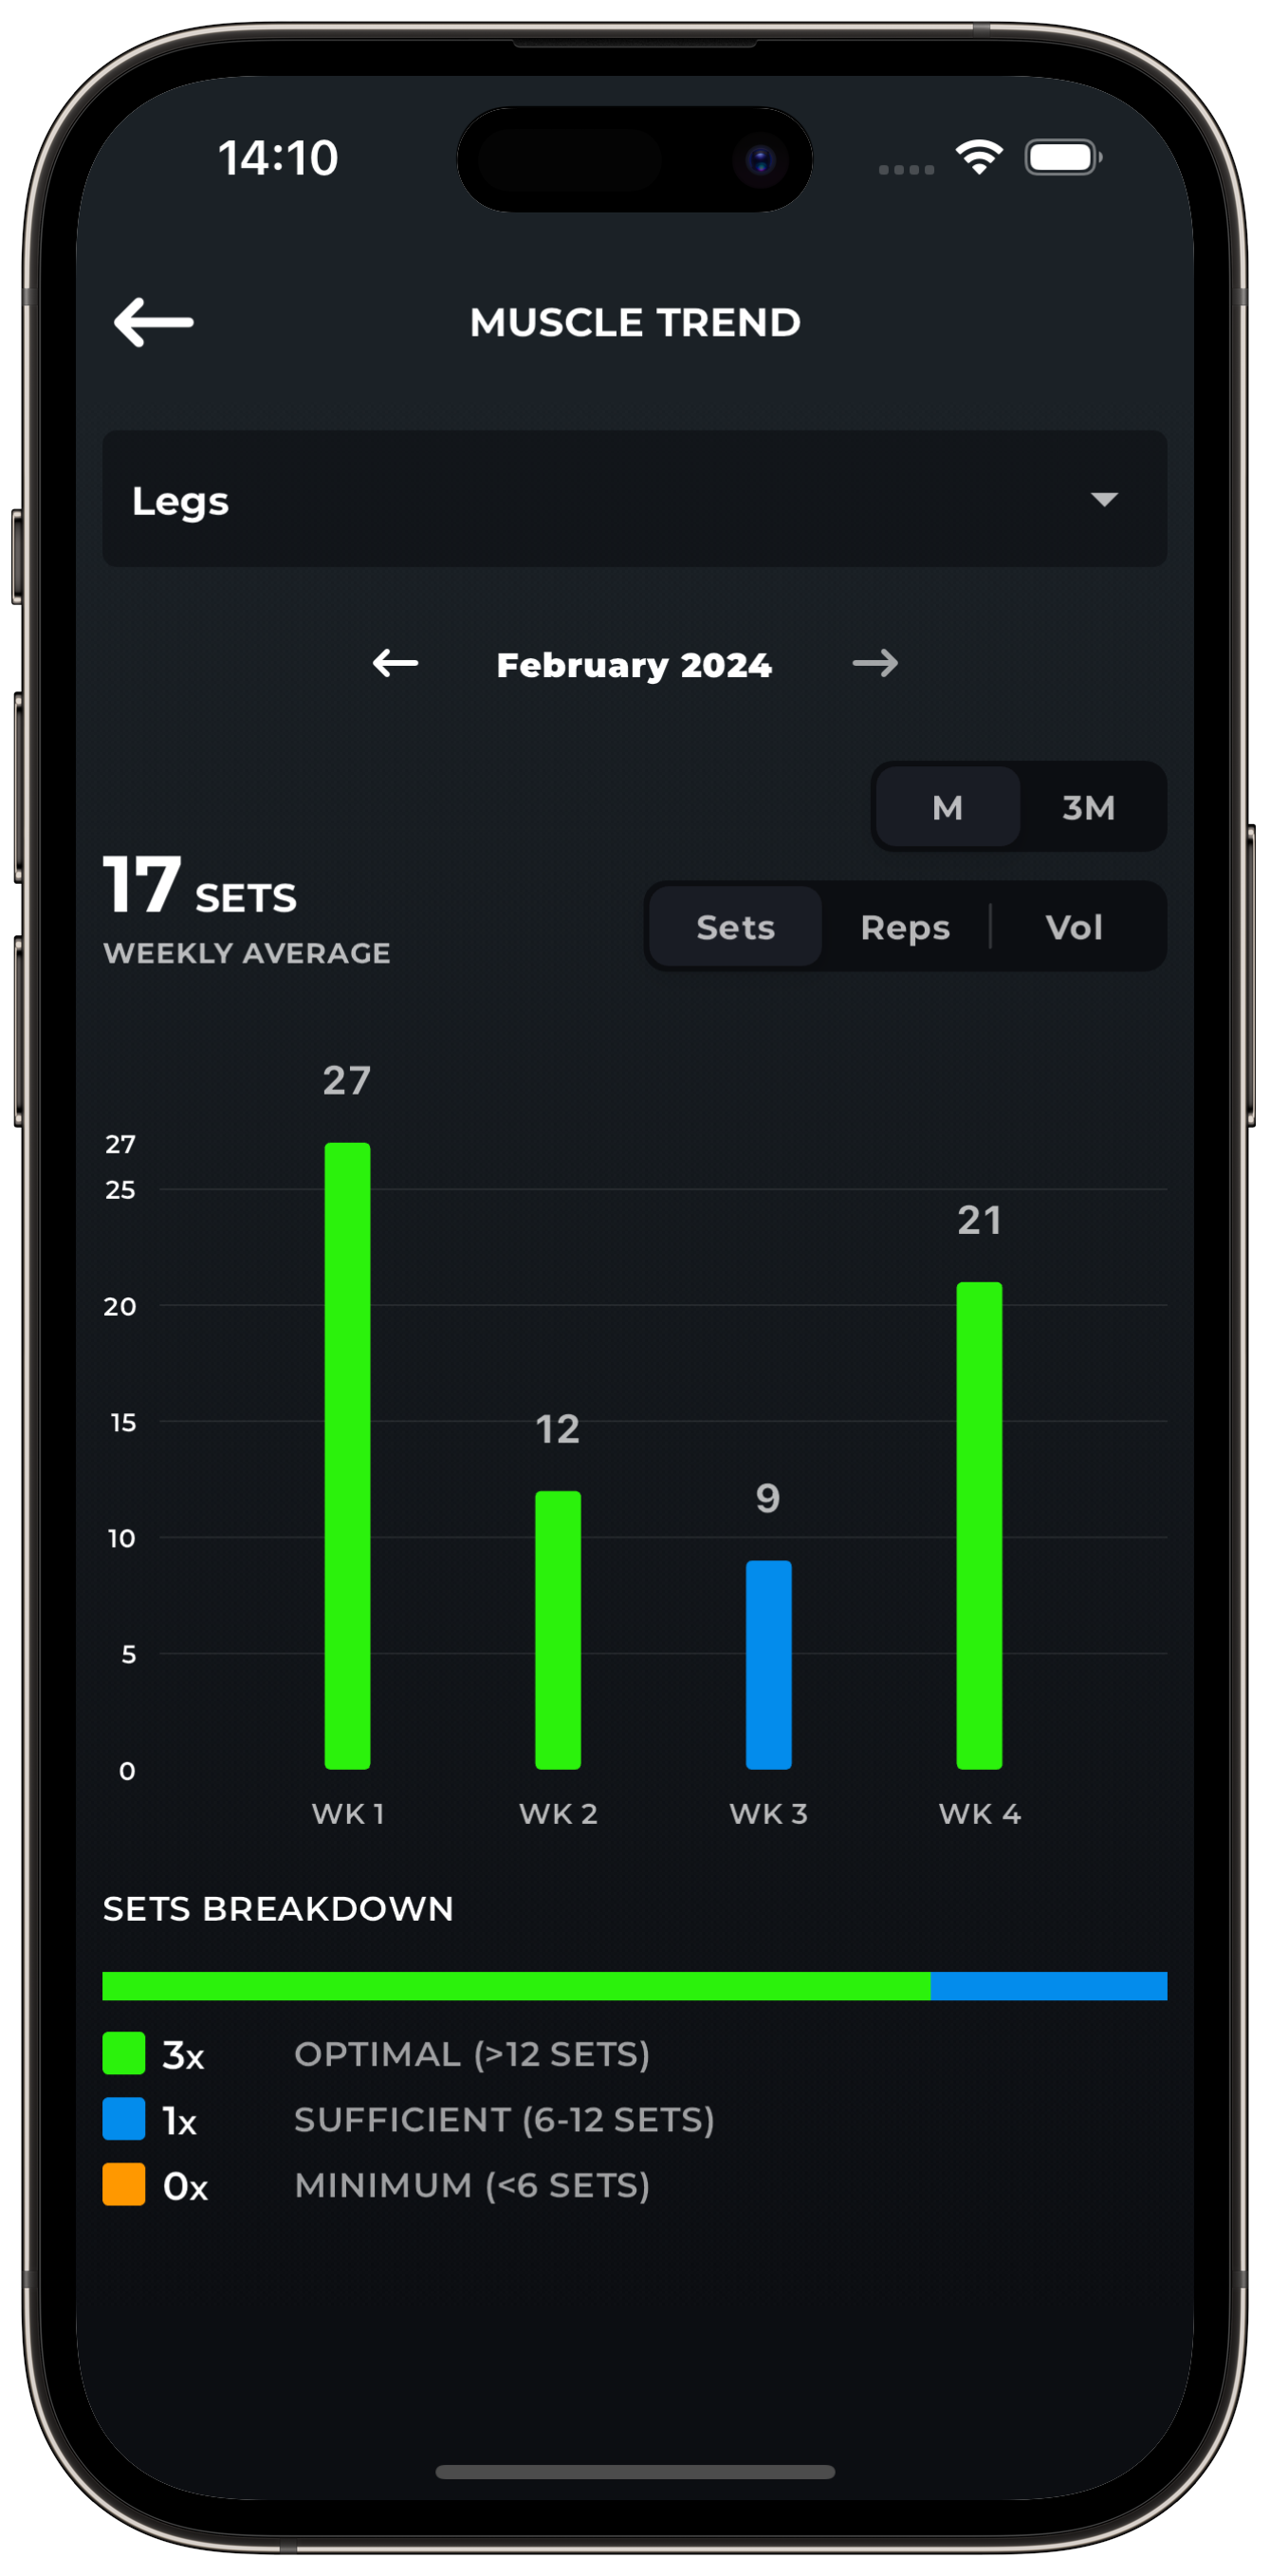 14:10
MUSCLE TREND
Legs
February 2024
M 3M
17 SETS
WEEKLY AVERAGE
Sets Reps Vol
27
27
25
21
20
15
12
9
10
5
0
WK 1 WK 2 WK 3 WK 4
SETS BREAKDOWN
3x OPTIMAL (>12 SETS)
1x SUFFICIENT (6-12 SETS)
0x MINIMUM (<6 SETS)